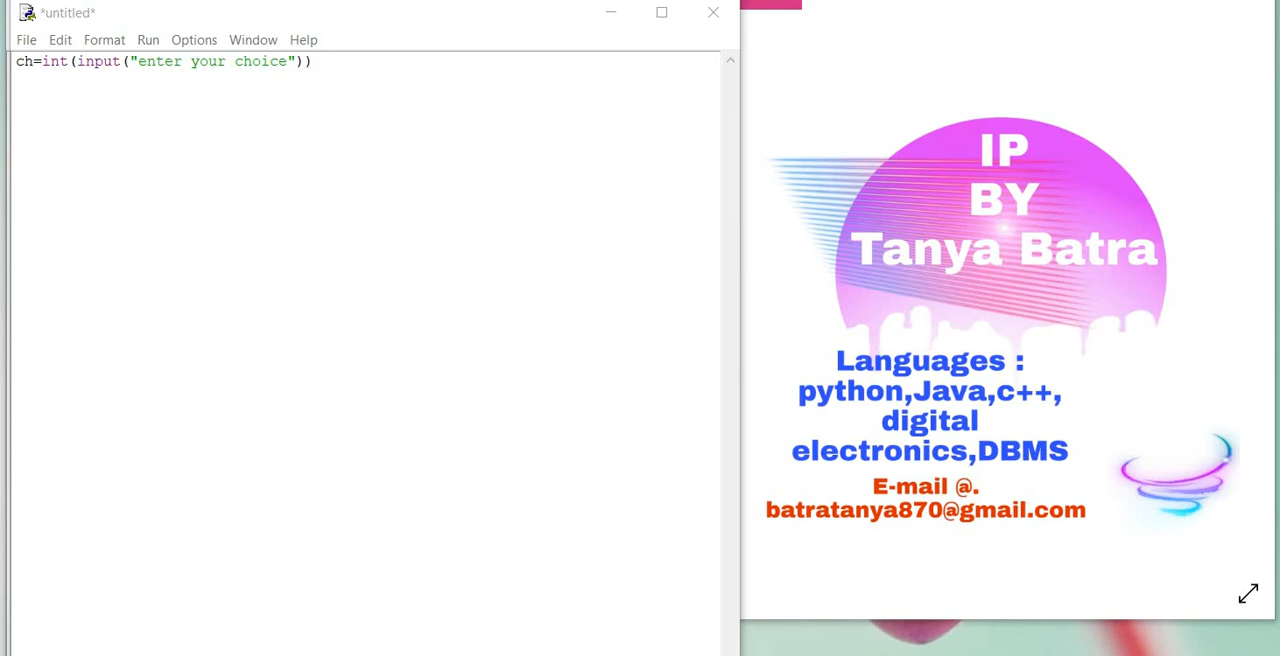 *untitled*
File Edit Format Run Options Window Help
ch=int(input("enter your choice"))
IP
BY
Tanya Batra
Languages :
python,Java,c++,
digital
electronics,DBMS
E-mail @.
batratanya870@gmail.com